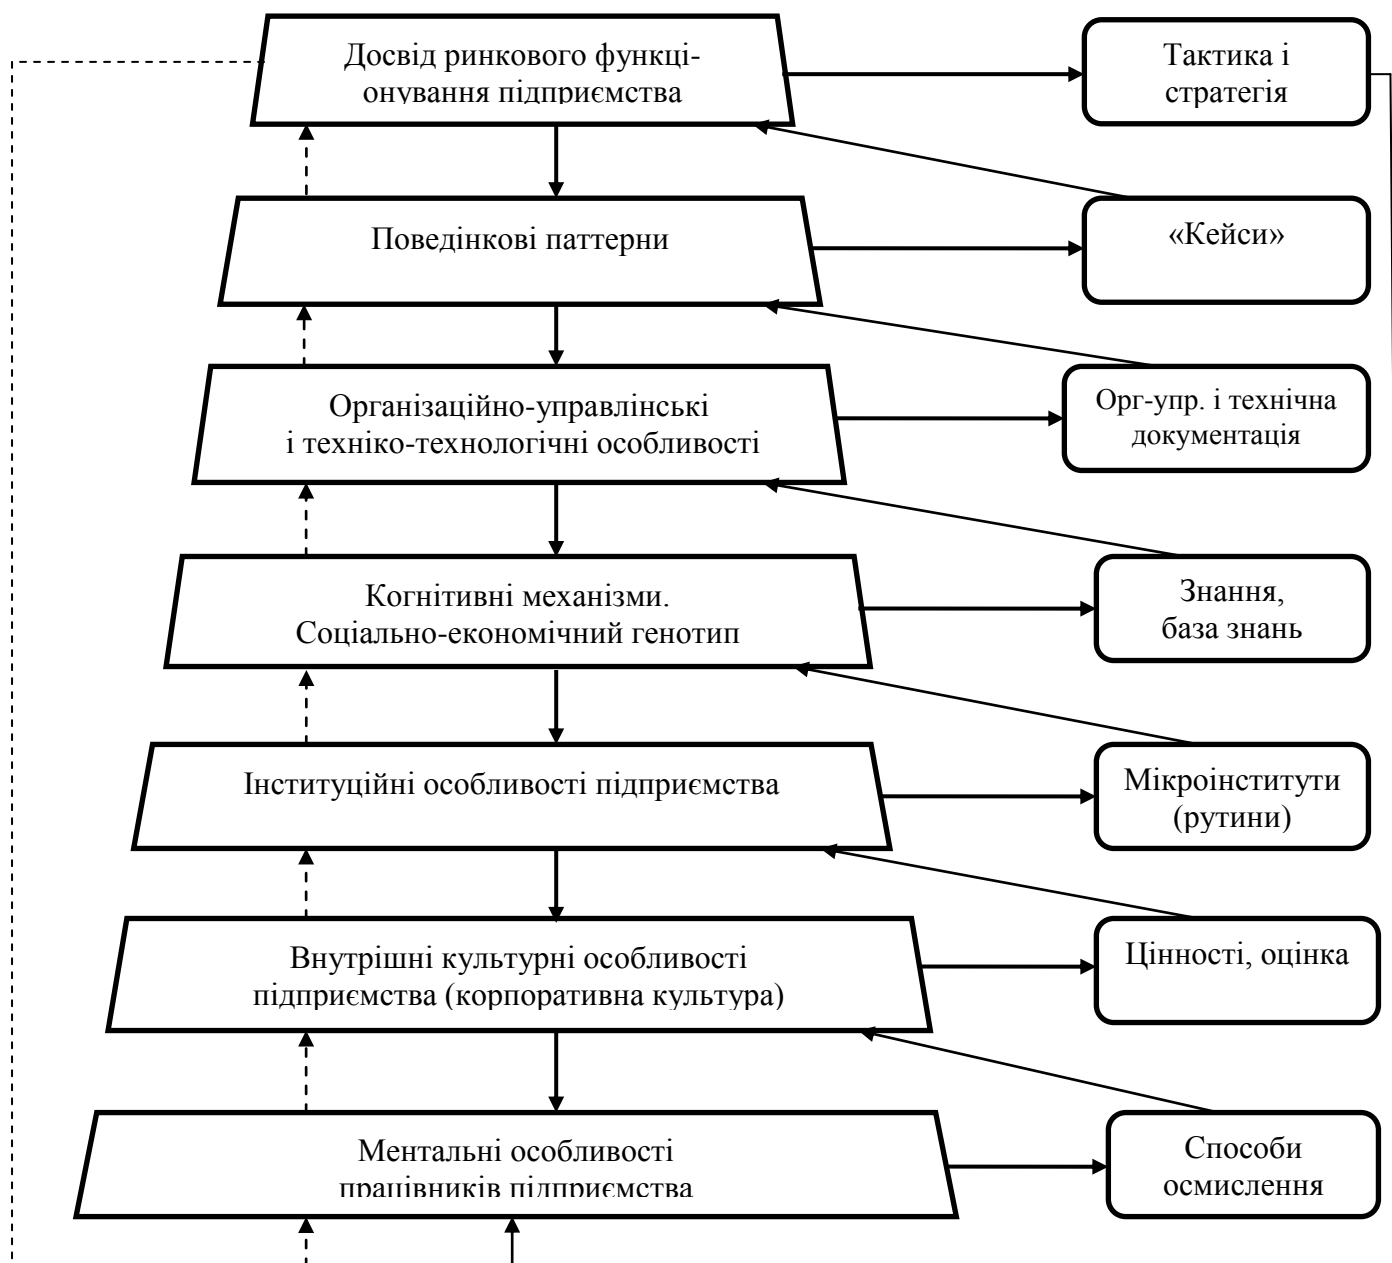 Досвід ринкового функці-
онування підприємства
Тактика і
стратегія
Поведінкові паттерни
«Кейси»
Організаційно-управлінські
і техніко-технологічні особливості
Орг-упр. і технічна
документація
Когнітивні механізми.
Соціально-економічний генотип
Знання,
база знань
Інституційні особливості підприємства
Мікроінститути
(рутини)
Внутрішні культурні особливості
підприємства (корпоративна культура)
Цінності, оцінка
Ментальні особливості
працівників підприємства
Способи
осмислення